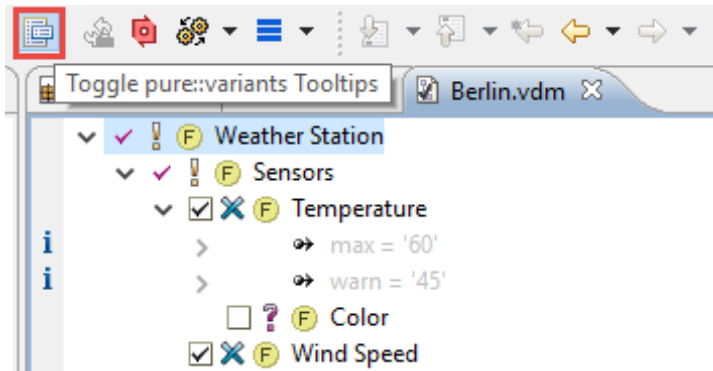 Toggle pure::variants Tooltips
Berlin.vdm
F Weather Station
F Sensors
F Temperature
i max = '60'
i warn = '45'
? F Color
F Wind Speed